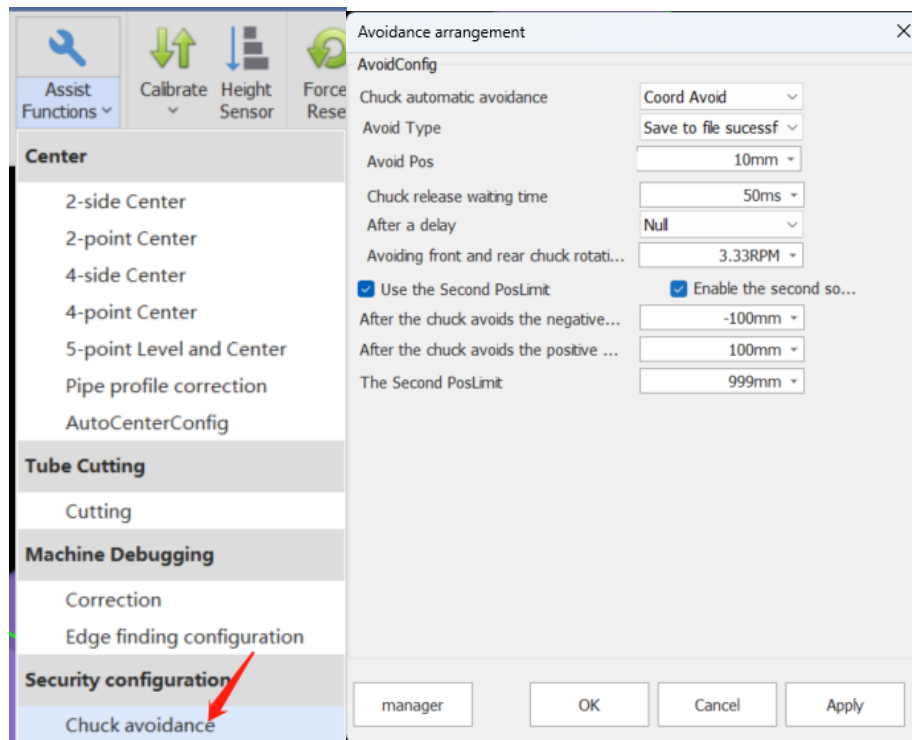 Assist
Functions
Calibrate
Height
Sensor
Force
Rese
Center
2-side Center
2-point Center
4-side Center
4-point Center
5-point Level and Center
Pipe profile correction
AutoCenterConfig
Tube Cutting
Cutting
Machine Debugging
Correction
Edge finding configuration
Security configuration
Chuck avoidance
Avoidance arrangement
AvoidConfig
Chuck automatic avoidance Coord Avoid
Avoid Type Save to file sucessf
Avoid Pos 10mm
Chuck release waiting time 50ms
After a delay Null
Avoiding front and rear chuck rotati... 3.33RPM
Use the Second PosLimit Enable the second so...
After the chuck avoids the negative... -100mm
After the chuck avoids the positive ... 100mm
The Second PosLimit 999mm
manager OK Cancel Apply